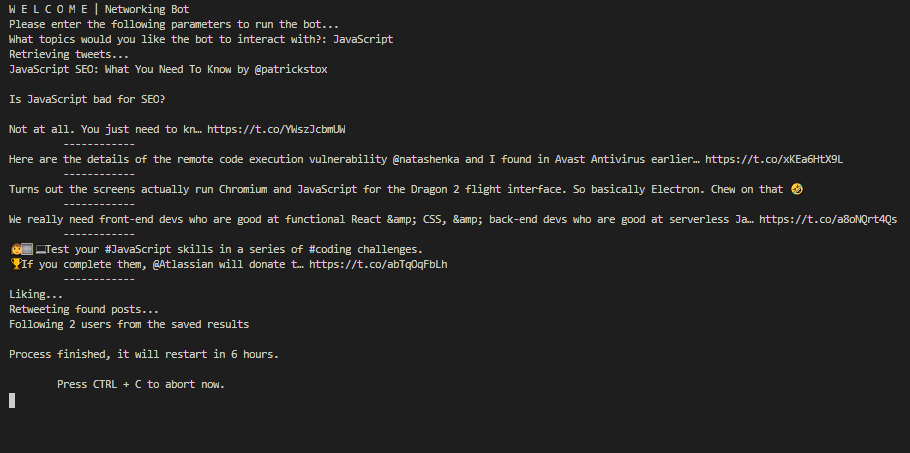 W E L C O M E | Networking Bot
Please enter the following parameters to run the bot...
What topics would you like the bot to interact with?: JavaScript
Retrieving tweets...
JavaScript SEO: What You Need To Know by @patrickstox
Is JavaScript bad for SEO?
Not at all. You just need to kn… https://t.co/YWszJcbmUW
------------
Here are the details of the remote code execution vulnerability @natashenka and I found in Avast Antivirus earlier… https://t.co/xKEa6HtX9L
------------
Turns out the screens actually run Chromium and JavaScript for the Dragon 2 flight interface. So basically Electron. Chew on that 🤣
------------
We really need front-end devs who are good at functional React &amp; CSS, &amp; back-end devs who are good at serverless Ja… https://t.co/a8oNQrt4Qs
------------
Test your #JavaScript skills in a series of #coding challenges.
🏆If you complete them, @Atlassian will donate t… https://t.co/abTqOqFbLh
------------
Liking...
Retweeting found posts...
Following 2 users from the saved results
Process finished, it will restart in 6 hours.
Press CTRL + C to abort now.